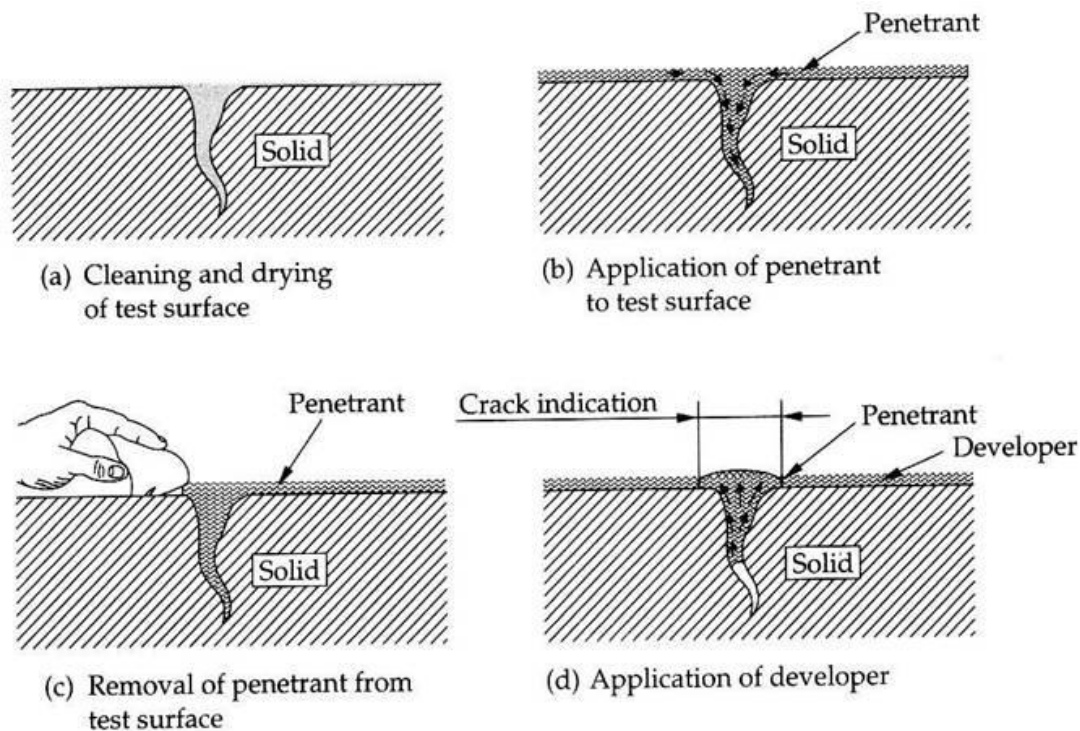 Penetrant
Solid
Solid
(a) Cleaning and drying
of test surface
(b) Application of penetrant
to test surface
Penetrant
Crack indication
Penetrant
Developer
Solid
Solid
(c) Removal of penetrant from
test surface
(d) Application of developer